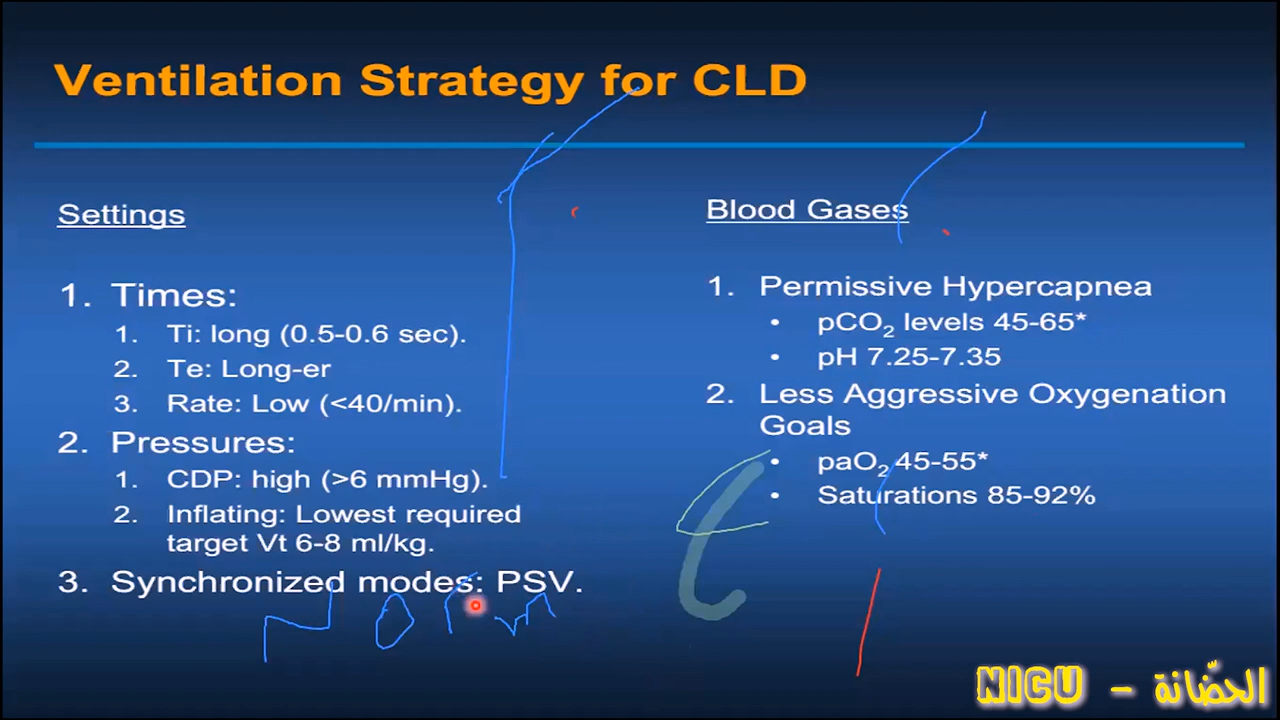 Ventilation Strategy for CLD
Settings
1. Times:
1. Ti: long (0.5-0.6 sec).
2. Te: Long-er
3. Rate: Low (<40/min).
2. Pressures:
1. CDP: high (>6 mmHg).
2. Inflating: Lowest required
target Vt 6-8 ml/kg.
3. Synchronized modes: PSV.
Norm
Blood Gases
1. Permissive Hypercapnea
• pCO₂ levels 45-65*
• pH 7.25-7.35
2. Less Aggressive Oxygenation
Goals
• paO₂ 45-55*
• Saturations 85-92%
NICU - الحضّانة